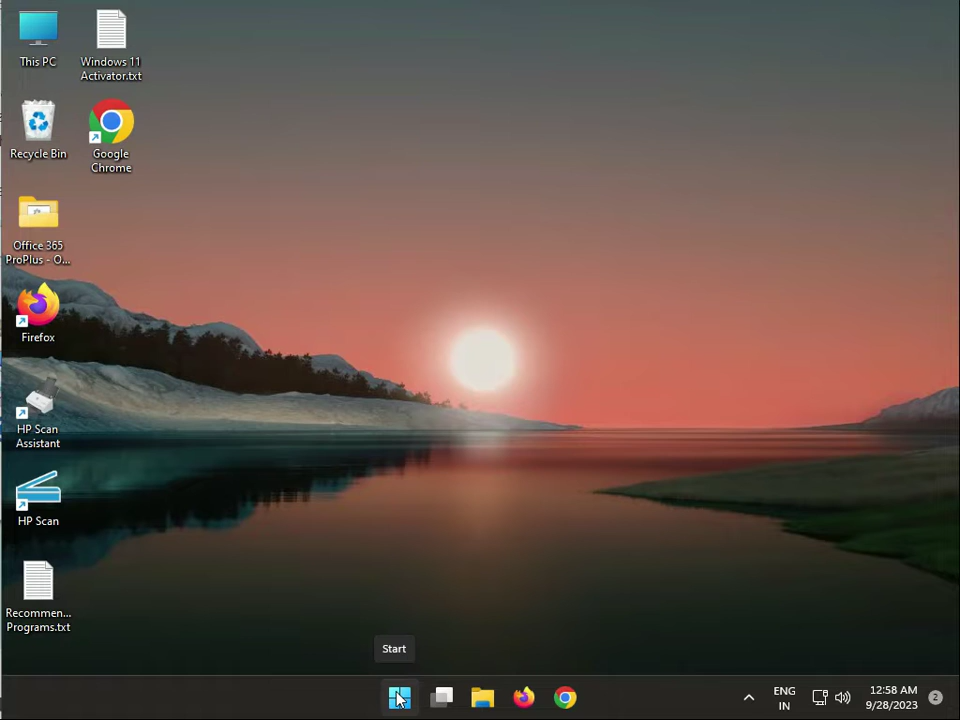 This PC
Windows 11
Activator.txt
Recycle Bin
Google
Chrome
Office 365
ProPlus - O...
Firefox
HP Scan
Assistant
HP Scan
Recommen...
Programs.txt
Start
ENG
IN
12:58 AM
9/28/2023
2